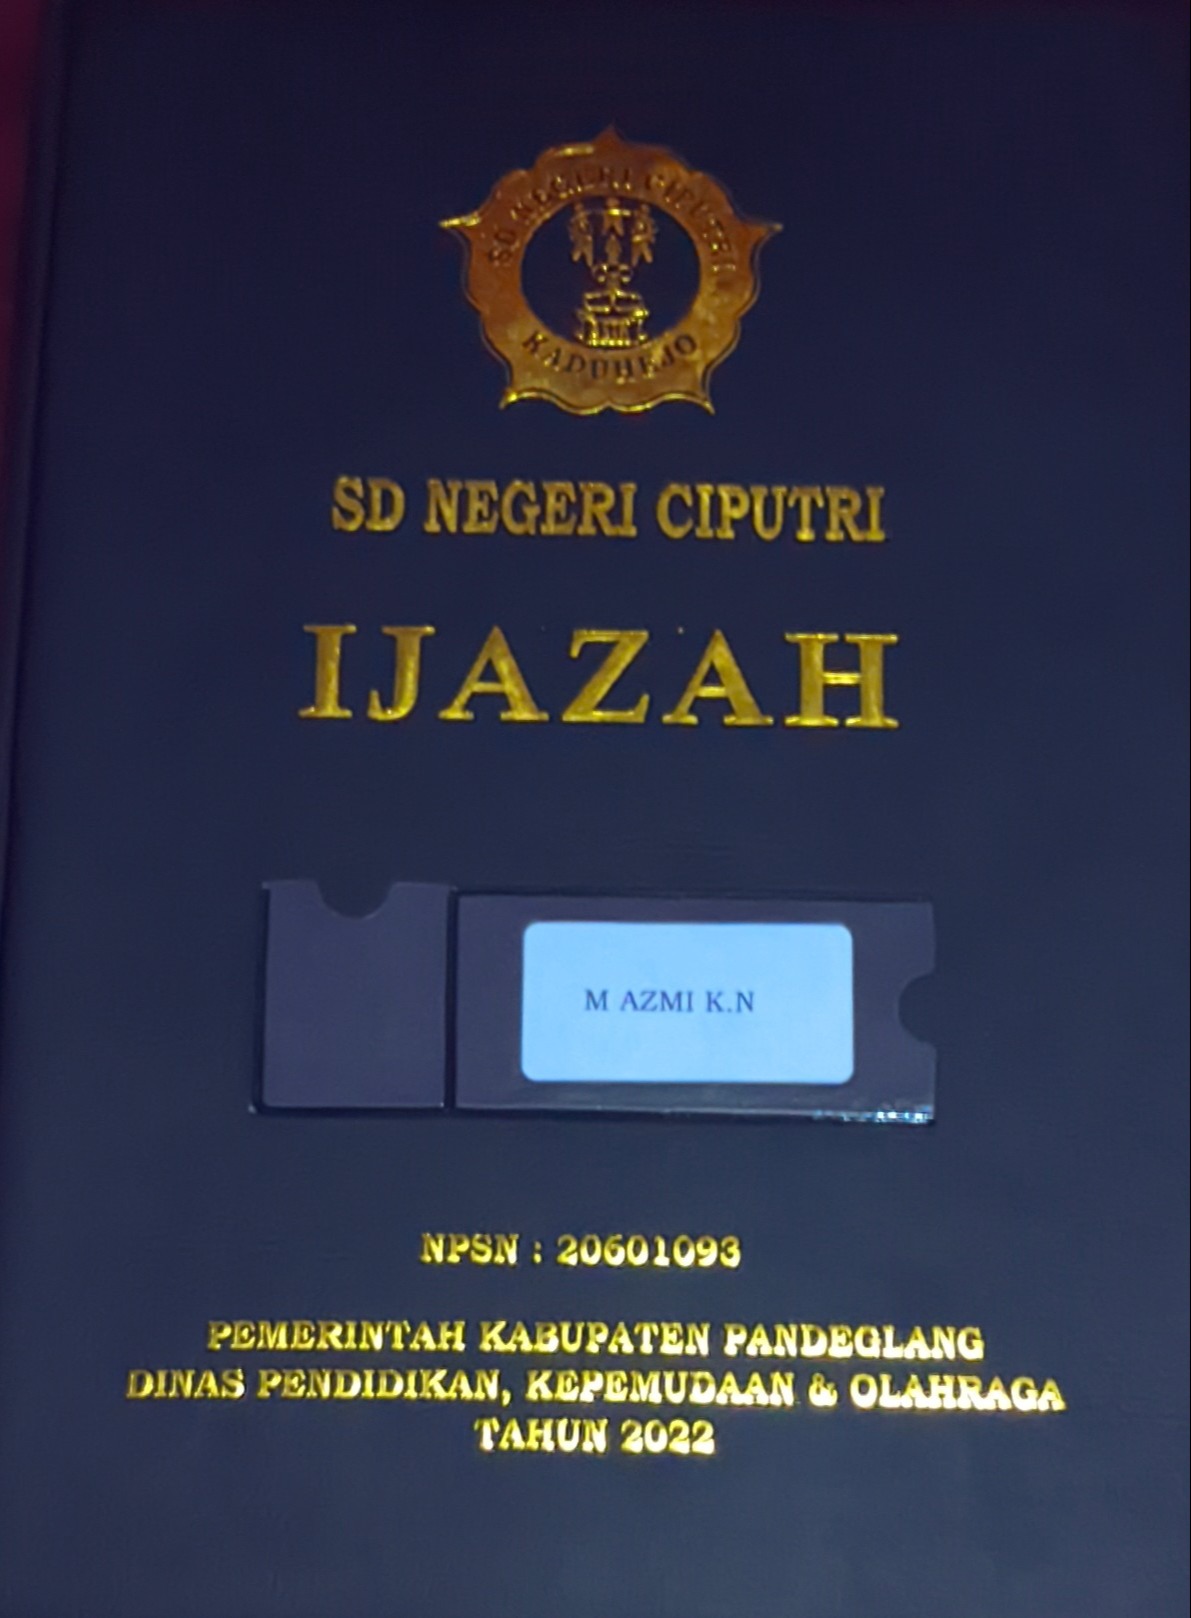 SD NEGERI CIPUTRI
KADUHEJO
SD NEGERI CIPUTRI
IJAZAH
M AZMI K.N
NPSN : 20601093
PEMERINTAH KABUPATEN PANDEGLANG
DINAS PENDIDIKAN, KEPEMUDAAN & OLAHRAGA
TAHUN 2022